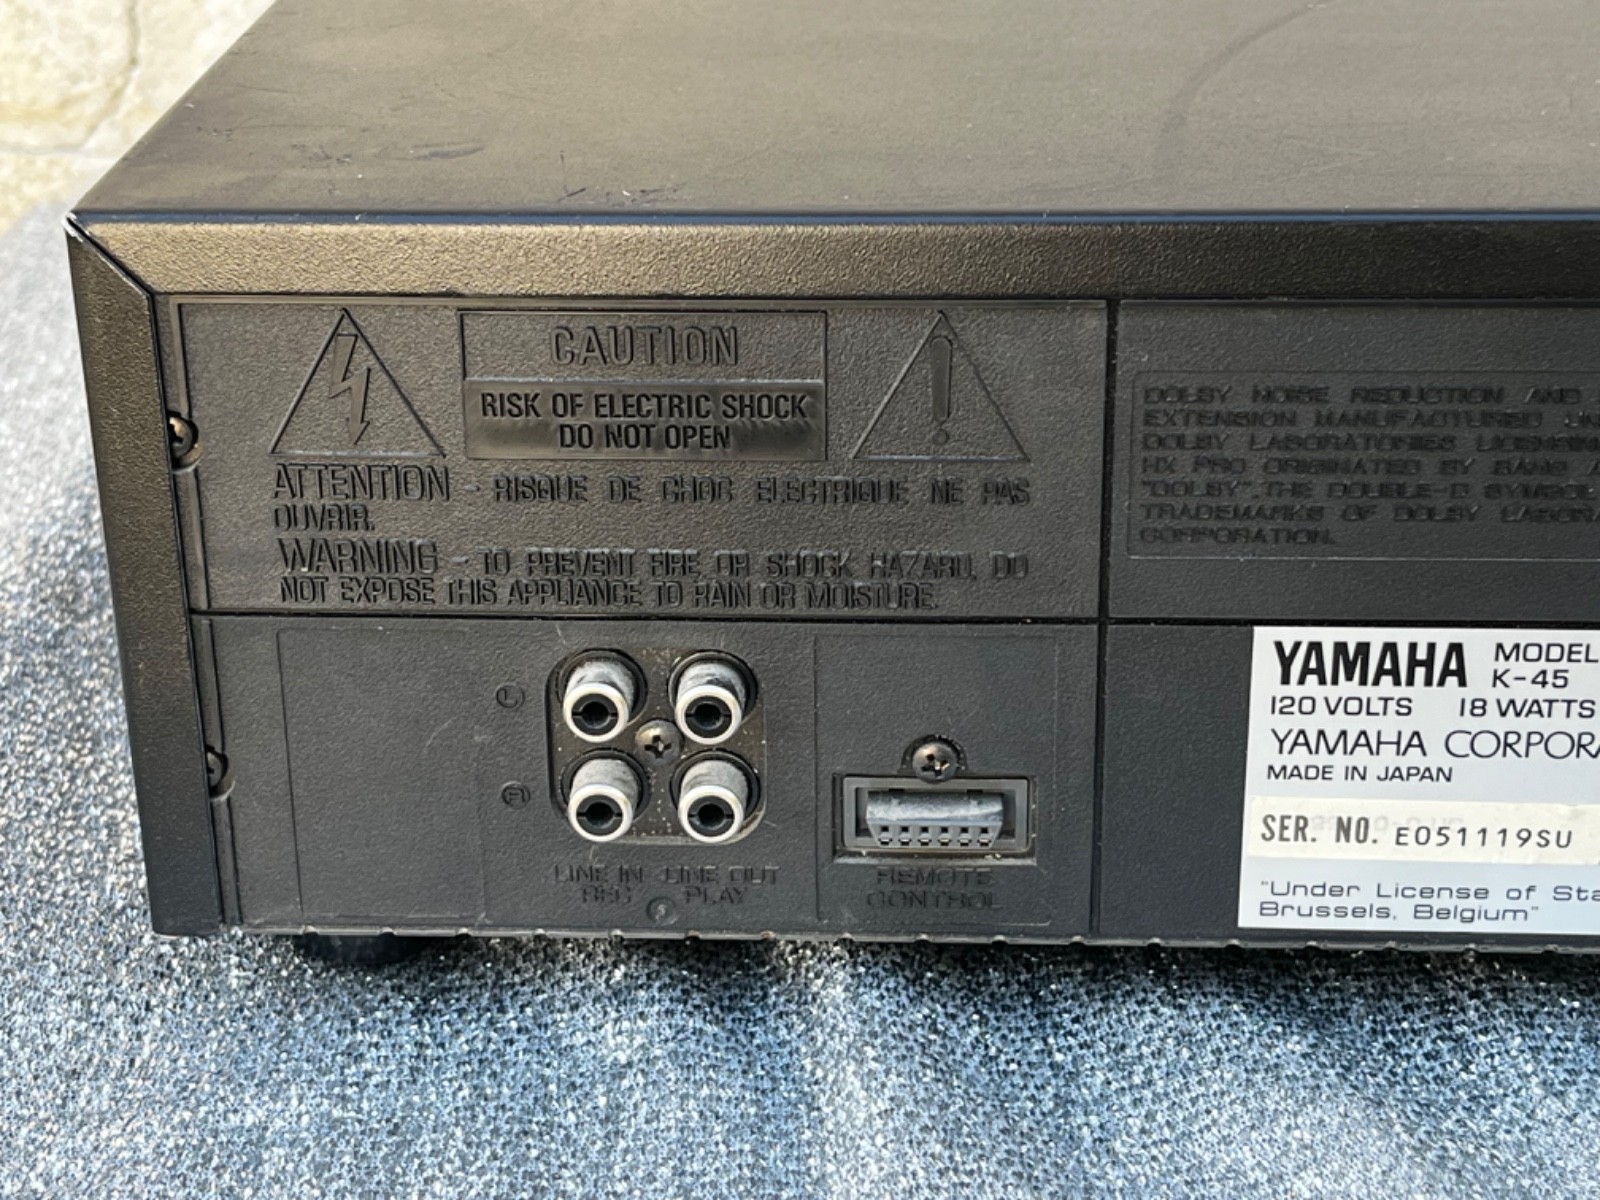 CAUTION
RISK OF ELECTRIC SHOCK
DO NOT OPEN
ATTENTION - RISQUE DE CHOC ELECTRIQUE NE PAS
OUVRIR.
WARNING - TO PREVENT FIRE OR SHOCK HAZARD, DO
NOT EXPOSE THIS APPLIANCE TO RAIN OR MOISTURE.
DOLBY NOISE REDUCTION AND
EXTENSION MANUFACTURED UN
DOLBY LABORATORIES LICENSIN
HX PRO ORIGINATED BY BANG
"DOLBY", THE DOUBLE-D SYMBOL
TRADEMARKS OF DOLBY LABORA
CORPORATION.
L
R
LINE IN LINE OUT
REC PLAY
REMOTE
CONTROL
YAMAHA MODEL
K-45
120 VOLTS 18 WATTS
YAMAHA CORPORA
MADE IN JAPAN
SER. NO. E051119SU
"Under License of Sta
Brussels, Belgium"